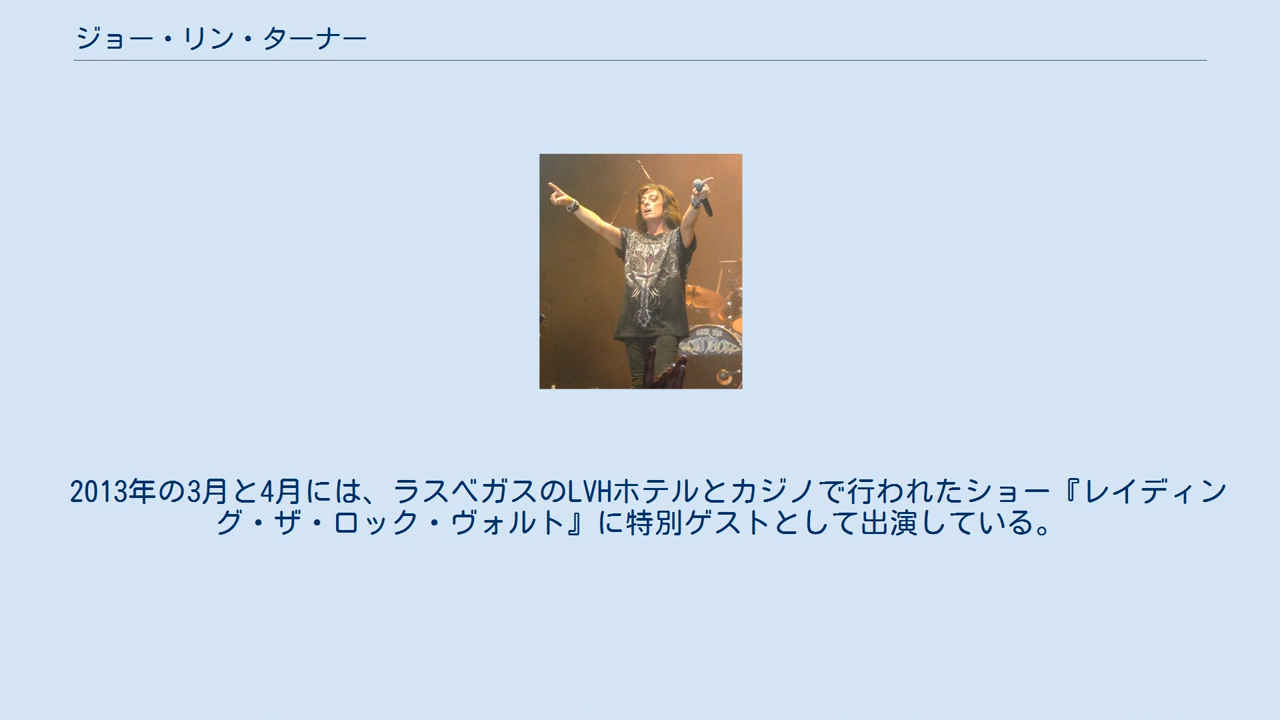 ジョー・リン・ターナー
2013年の3月と4月には、ラスベガスのLVHホテルとカジノで行われたショー『レイディン
グ・ザ・ロック・ヴォルト』に特別ゲストとして出演している。